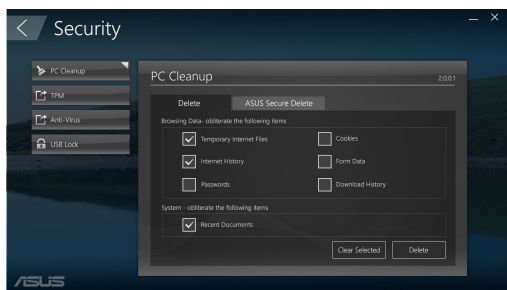 Security
PC Cleanup
TPM
Anti-Virus
USB Lock
PC Cleanup
2.0.0.1
Delete
ASUS Secure Delete
Browsing Data- obliterate the following items
Temporary Internet Files
Cookies
Internet History
Form Data
Passwords
Download History
System - obliterate the following items
Recent Documents
Clear Selected
Delete
ASUS